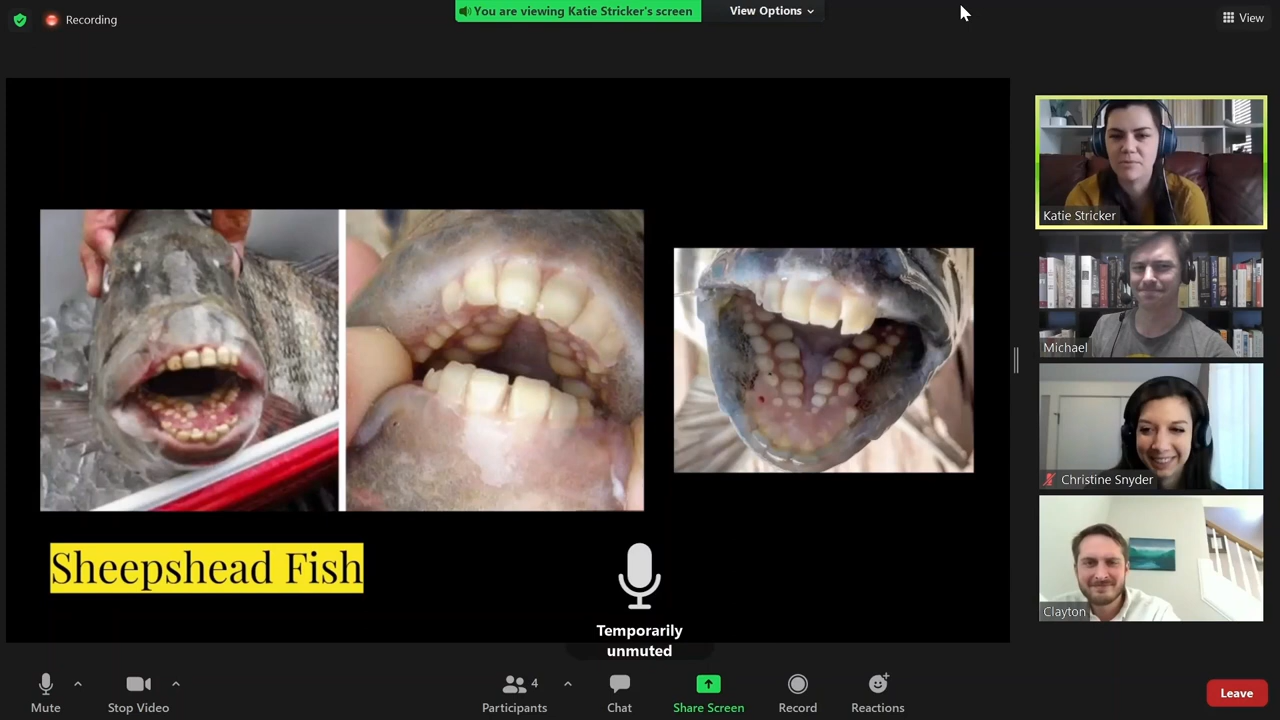 Recording
You are viewing Katie Stricker's screen
View Options
View
Katie Stricker
Michael
Christine Snyder
Clayton
Sheepshead Fish
Temporarily
unmuted
Mute
Stop Video
4
Participants
Chat
Share Screen
Record
Reactions
Leave